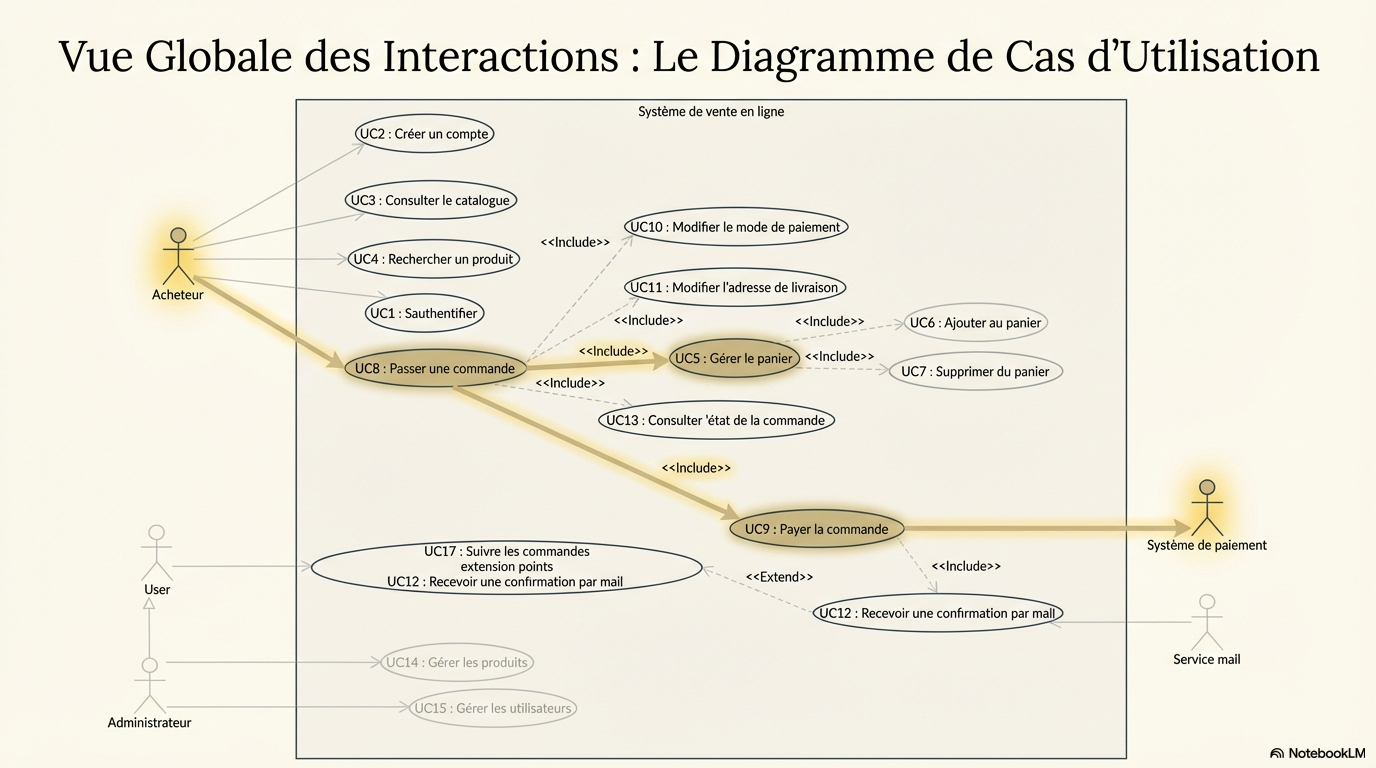 Vue Globale des Interactions : Le Diagramme de Cas d'Utilisation
Système de vente en ligne
UC2 : Créer un compte
UC3 : Consulter le catalogue
UC10 : Modifier le mode de paiement
<<Include>>
UC4 : Rechercher un produit
Acheteur
UC11 : Modifier l'adresse de livraison
UC1 : Sauthentifier
<<Include>>
<<Include>>
UC6 : Ajouter au panier
<<Include>>
UC5 : Gérer le panier
<<Include>>
UC8 : Passer une commande
UC7 : Supprimer du panier
<<Include>>
UC13 : Consulter 'état de la commande
<<Include>>
UC9 : Payer la commande
Système de paiement
UC17 : Suivre les commandes
extension points
UC12 : Recevoir une confirmation par mail
<<Include>>
<<Extend>>
User
UC12 : Recevoir une confirmation par mall
Service mail
UC14 : Gérer les produits
UC15 : Gérer les utilisateurs
Administrateur
NotebookLM